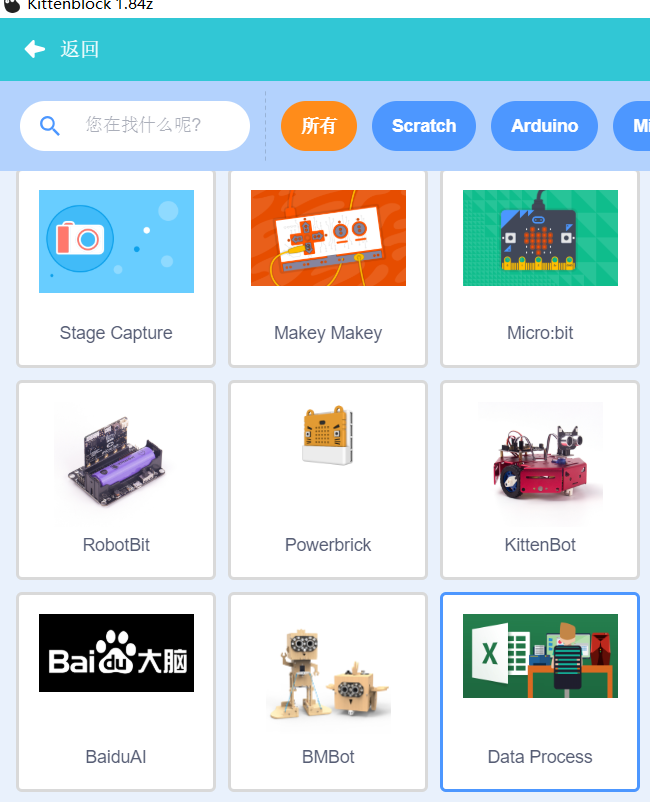 Kittenblock 1.84z
返回
您在找什么呢?
所有
Scratch
Arduino
Stage Capture
Makey Makey
Micro:bit
RobotBit
Powerbrick
KittenBot
Bai du 大脑
X
BaiduAI
BMBot
Data Process